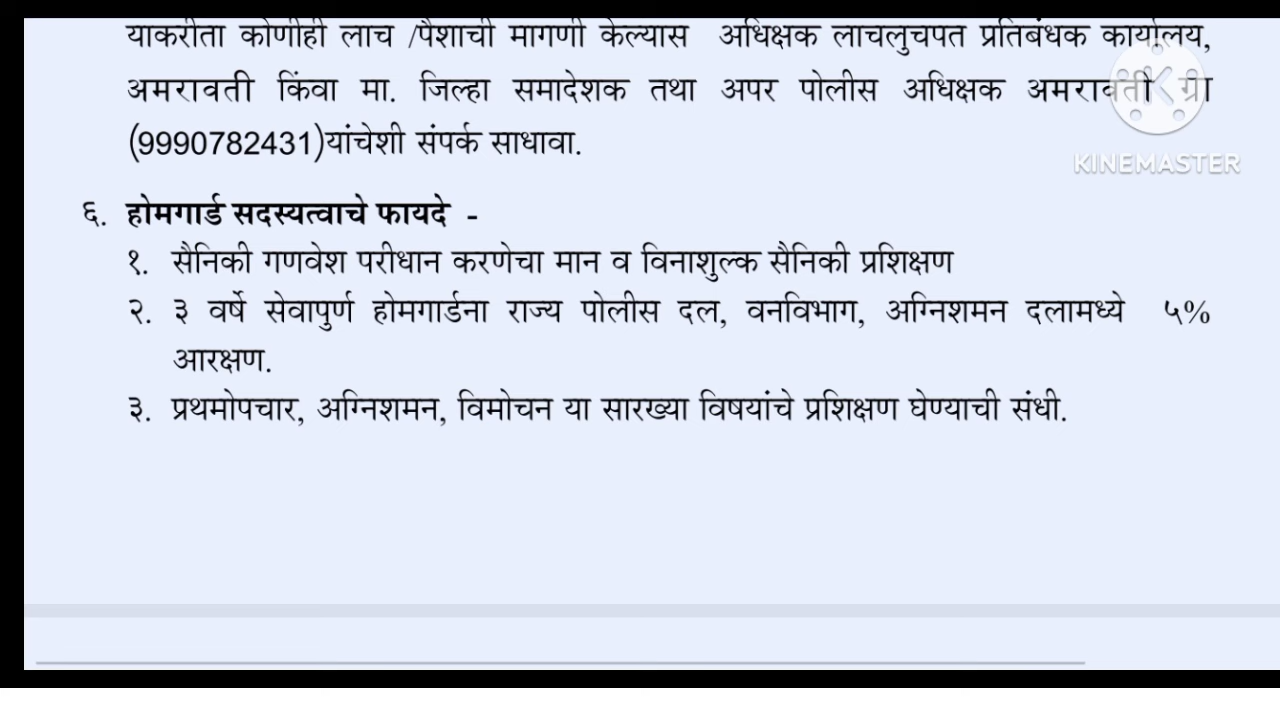 याकरीता कोणीही लाच /पैशाची मागणी केल्यास अधिक्षक लाचलुचपत प्रतिबंधक कार्यालय,
अमरावती किंवा मा. जिल्हा समादेशक तथा अपर पोलीस अधिक्षक अमरावती ग्री
(9990782431)यांचेशी संपर्क साधावा.
KINEMASTER
६. होमगार्ड सदस्यत्वाचे फायदे -
१. सैनिकी गणवेश परीधान करणेचा मान व विनाशुल्क सैनिकी प्रशिक्षण
२. ३ वर्षे सेवापुर्ण होमगार्डना राज्य पोलीस दल, वनविभाग, अग्निशमन दलामध्ये ५%
आरक्षण.
३. प्रथमोपचार, अग्निशमन, विमोचन या सारख्या विषयांचे प्रशिक्षण घेण्याची संधी.